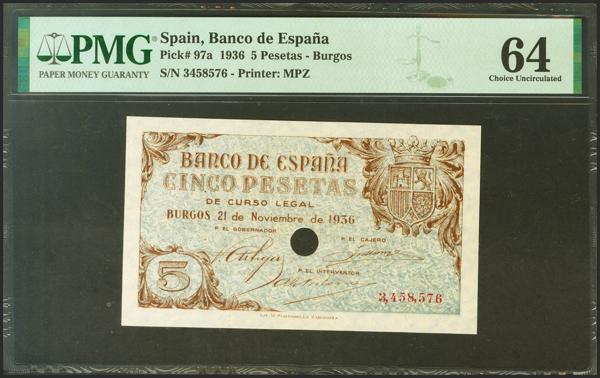 PMG
PAPER MONEY GUARANTY
Spain, Banco de España
Pick# 97a 1936 5 Pesetas - Burgos
S/N 3458576 - Printer: MPZ
64
Choice Uncirculated
BANCO DE ESPAÑA
CINCO PESETAS
DE CURSO LEGAL
BURGOS 21 de Noviembre de 1936
P. EL GOBERNADOR
P. EL CAJERO
P. EL INTERVENTOR
5
3,458,576